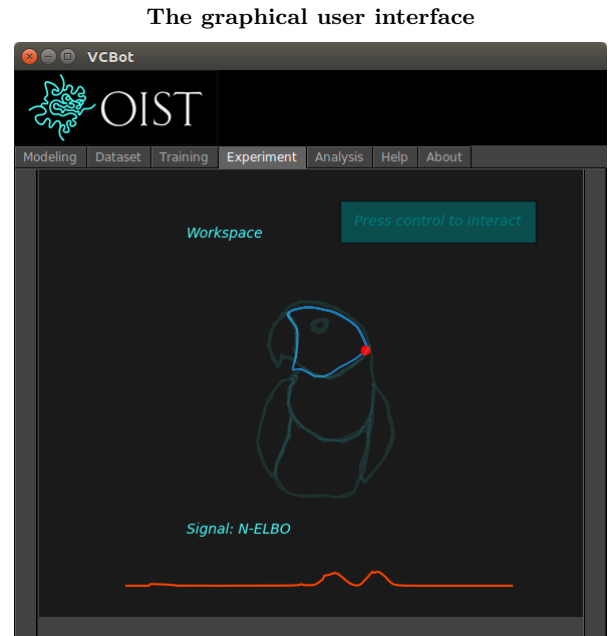 The graphical user interface
VCBot
OIST
Modeling Dataset Training Experiment Analysis Help About
Press control to interact
Workspace
Signal: N-ELBO